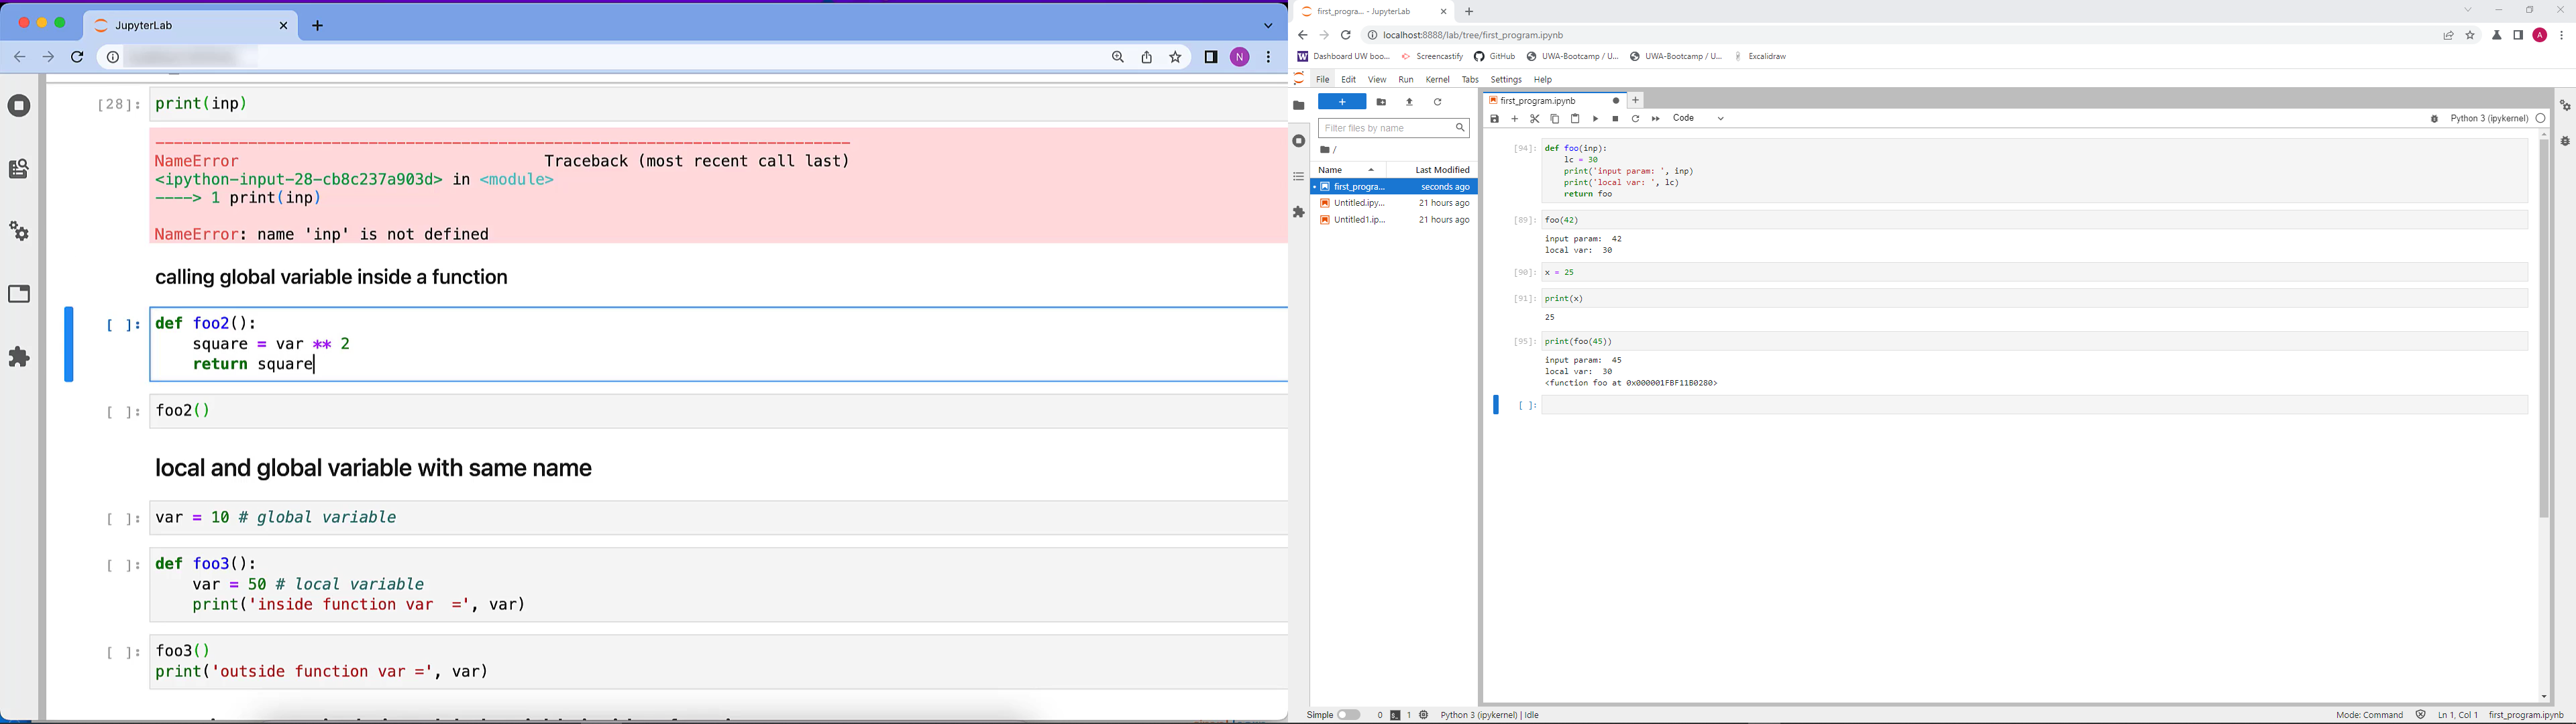 JupyterLab
N
[28]: print(inp)
NameError Traceback (most recent call last)
<ipython-input-28-cb8c237a903d> in <module>
----> 1 print(inp)
NameError: name 'inp' is not defined
calling global variable inside a function
[ ]: def foo2():
square = var ** 2
return square
[ ]: foo2()
local and global variable with same name
[ ]: var = 10 # global variable
[ ]: def foo3():
var = 50 # local variable
print('inside function var  =', var)
[ ]: foo3()
print('outside function var =', var)
first_progra... - JupyterLab
localhost:8888/lab/tree/first_program.ipynb
A
W Dashboard UW boo... Screencastify GitHub UWA-Bootcamp / U... UWA-Bootcamp / U... Excalidraw
File Edit View Run Kernel Tabs Settings Help
first_program.ipynb
Code
Python 3 (ipykernel)
Filter files by name
/
Name Last Modified
first_progra... seconds ago
Untitled.ipy... 21 hours ago
Untitled1.ip... 21 hours ago
[94]: def foo(inp):
lc = 30
print('input param: ', inp)
print('local var: ', lc)
return foo
[89]: foo(42)
input param:  42
local var:  30
[90]: x = 25
[91]: print(x)
25
[95]: print(foo(45))
input param:  45
local var:  30
<function foo at 0x000001FBF11B0280>
[ ]:
Simple 0 1 Python 3 (ipykernel) | Idle Mode: Command Ln 1, Col 1 first_program.ipynb